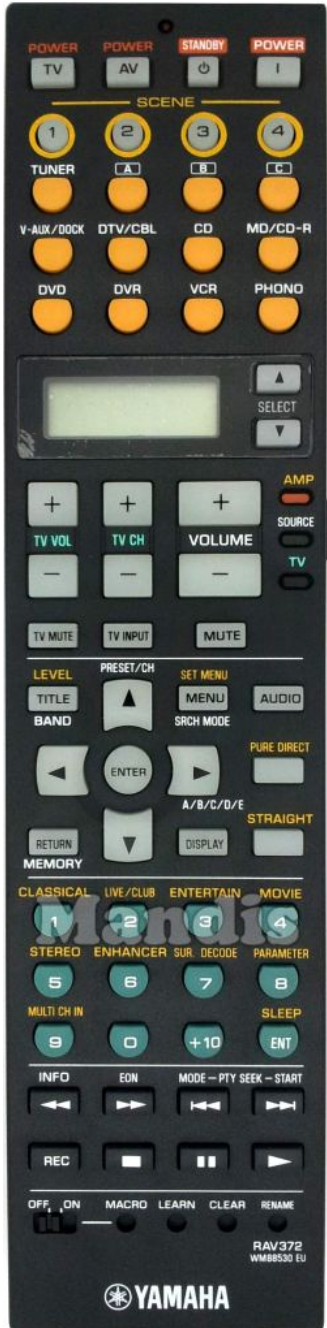 POWER POWER STANDBY POWER
TV AV I
SCENE
1 2 3 4
TUNER A B C
V-AUX/DOCK DTV/CBL CD MD/CD-R
DVD DVR VCR PHONO
SELECT
AMP
+ + +
SOURCE
TV VOL TV CH VOLUME
TV
- - -
TV MUTE TV INPUT MUTE
LEVEL PRESET/CH SET MENU
TITLE MENU AUDIO
BAND SRCH MODE
PURE DIRECT
ENTER
A/B/C/D/E
STRAIGHT
RETURN DISPLAY
MEMORY
CLASSICAL LIVE/CLUB ENTERTAIN MOVIE
1 2 3 4
Mandis
STEREO ENHANCER SUR. DECODE PARAMETER
5 6 7 8
MULTI CH IN SLEEP
9 0 +10 ENT
INFO EON MODE – PTY SEEK – START
REC
OFF ON MACRO LEARN CLEAR RENAME
RAV372
WM88530 EU
YAMAHA